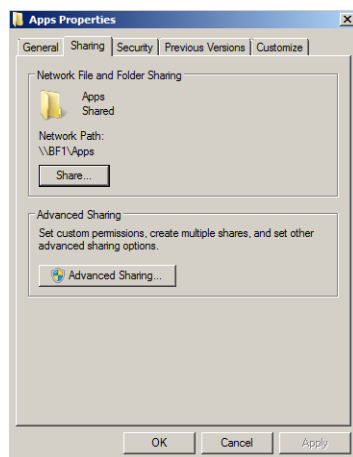 Apps Properties
General Sharing Security Previous Versions Customize
Network File and Folder Sharing
Apps
Shared
Network Path:
\\BF1\Apps
Share...
Advanced Sharing
Set custom permissions, create multiple shares, and set other
advanced sharing options.
Advanced Sharing...
OK Cancel Apply